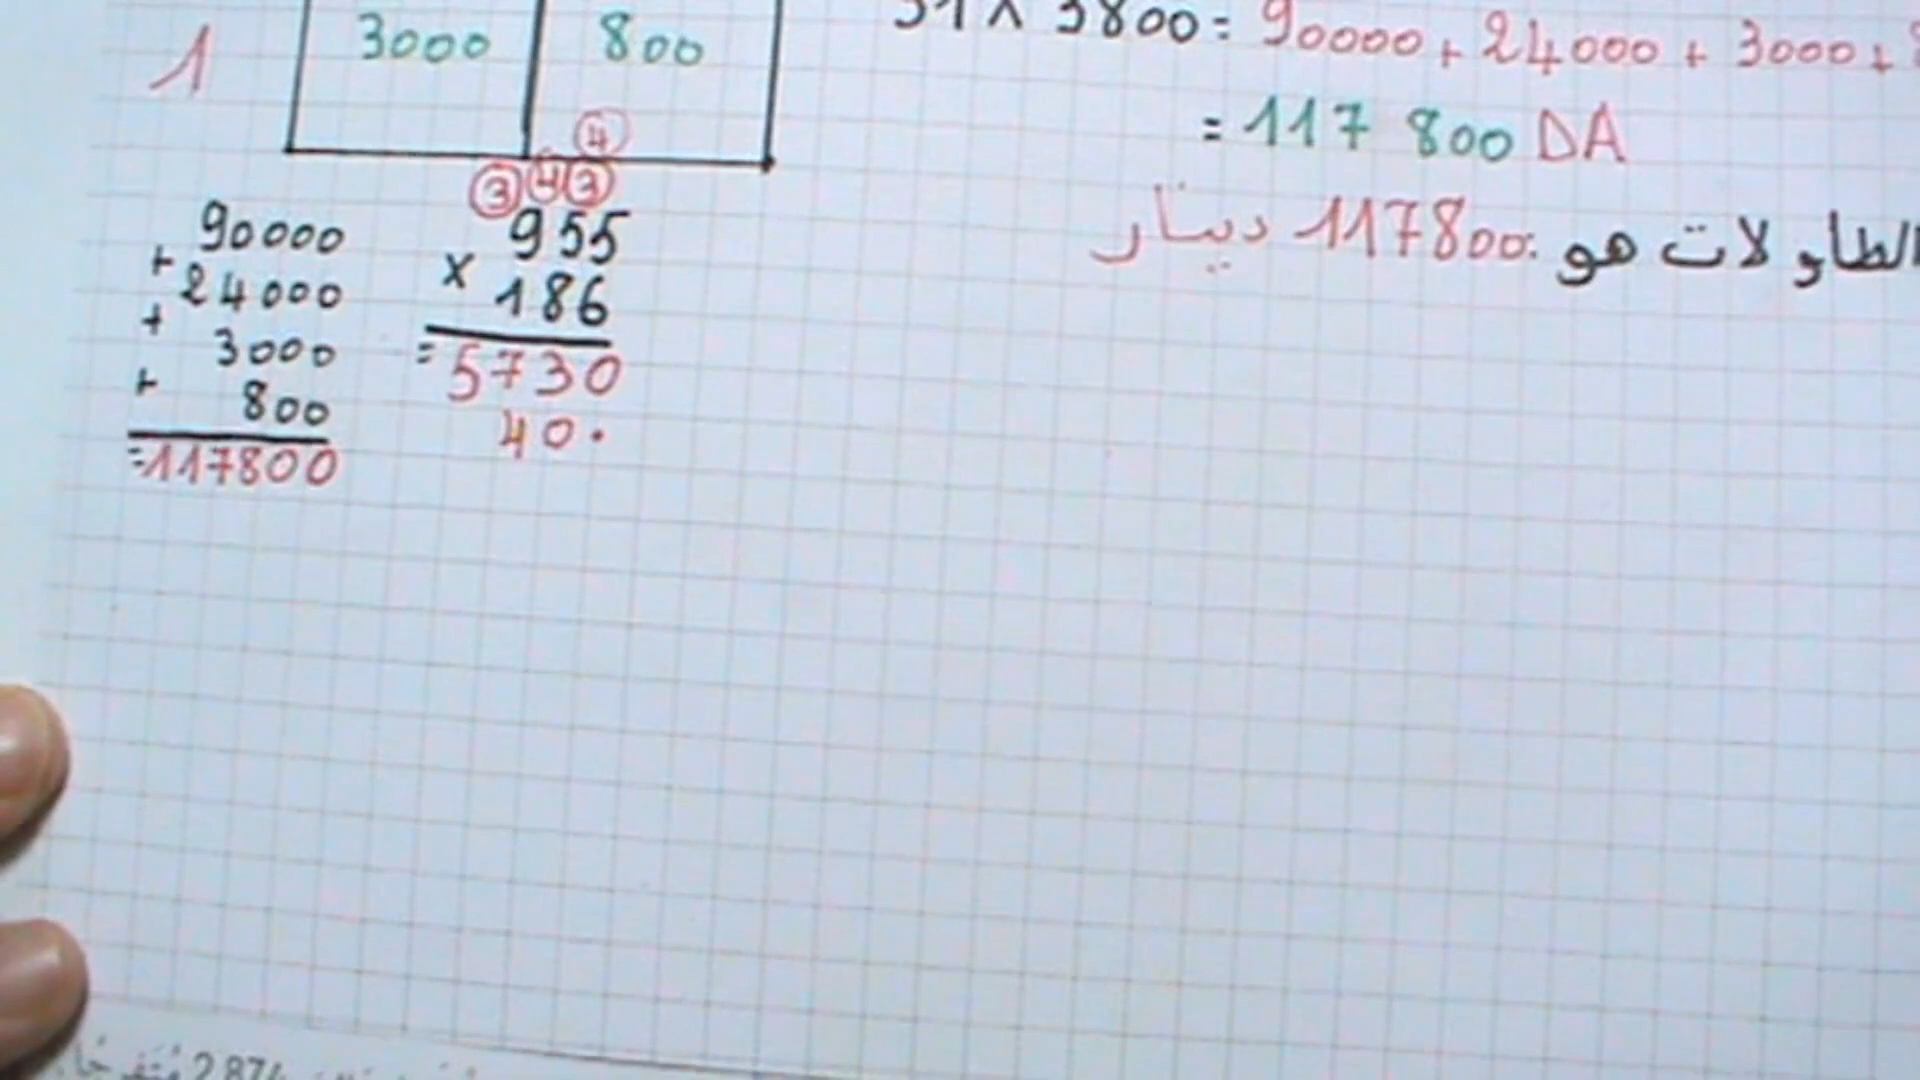 3000 800
1
3800 = 90000 + 24000 + 3000 +
= 117 800 DA
الطاولات هو: 117800 دينار
4
3 4 3
90000
+ 24000
+ 3000
+ 800
=117800
955
x 186
= 5730
40.